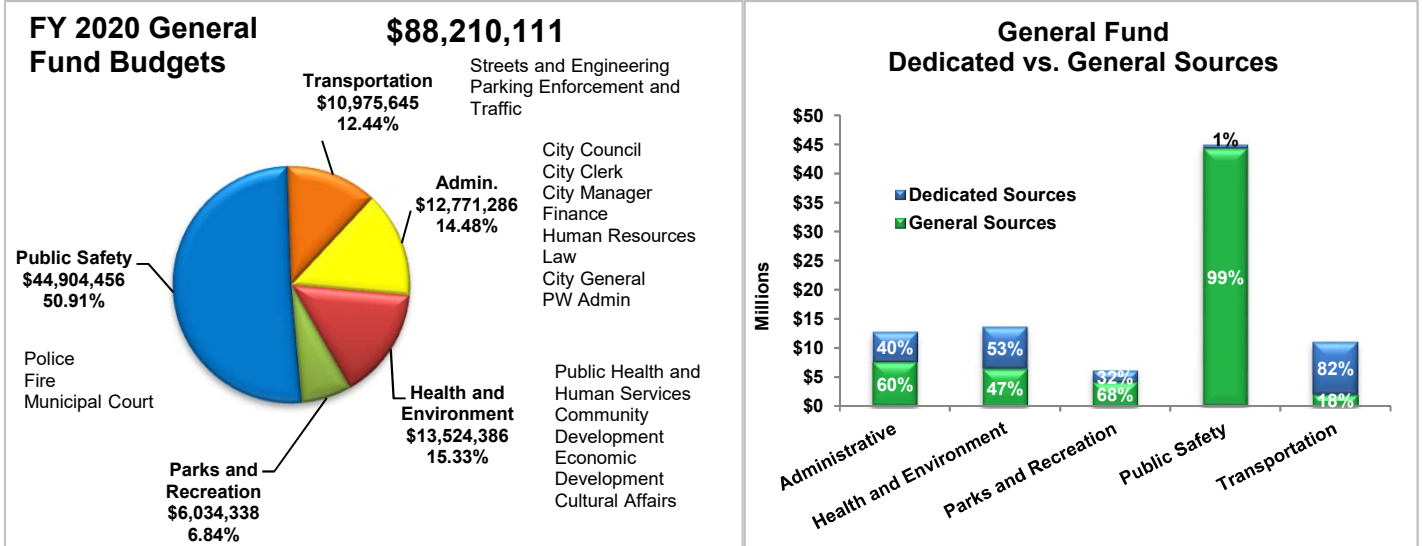 FY 2020 General
Fund Budgets
$88,210,111
Transportation
$10,975,645
12.44%
Streets and Engineering
Parking Enforcement and
Traffic
Admin.
$12,771,286
14.48%
City Council
City Clerk
City Manager
Finance
Human Resources
Law
City General
PW Admin
Public Safety
$44,904,456
50.91%
Police
Fire
Municipal Court
Health and
Environment
$13,524,386
15.33%
Public Health and
Human Services
Community
Development
Economic
Development
Cultural Affairs
Parks and
Recreation
$6,034,338
6.84%
General Fund
Dedicated vs. General Sources
Millions
$50
$45
$40
$35
$30
$25
$20
$15
$10
$5
$0
Dedicated Sources
General Sources
40%
60%
53%
47%
32%
68%
1%
99%
82%
18%
Administrative
Health and Environment
Parks and Recreation
Public Safety
Transportation